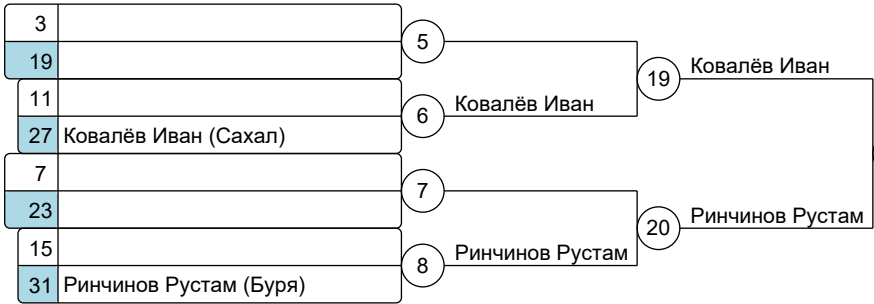 3
5
19
Ковалёв Иван
19
11
6
Ковалёв Иван
27 Ковалёв Иван (Сахал)
7
7
23
Ринчинов Рустам
20
15
8
Ринчинов Рустам
31 Ринчинов Рустам (Буря)